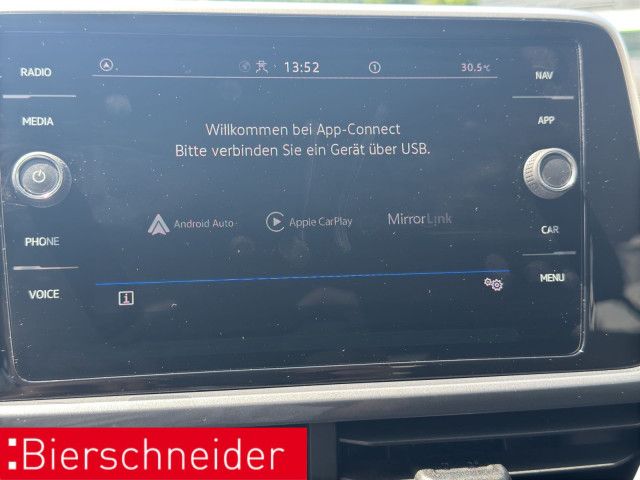 RADIO
MEDIA
PHONE
VOICE
13:52
1
30.5°C
Willkommen bei App-Connect
Bitte verbinden Sie ein Gerät über USB.
Android Auto
Apple CarPlay
MirrorLink
i
NAV
APP
CAR
MENU
:Bierschneider